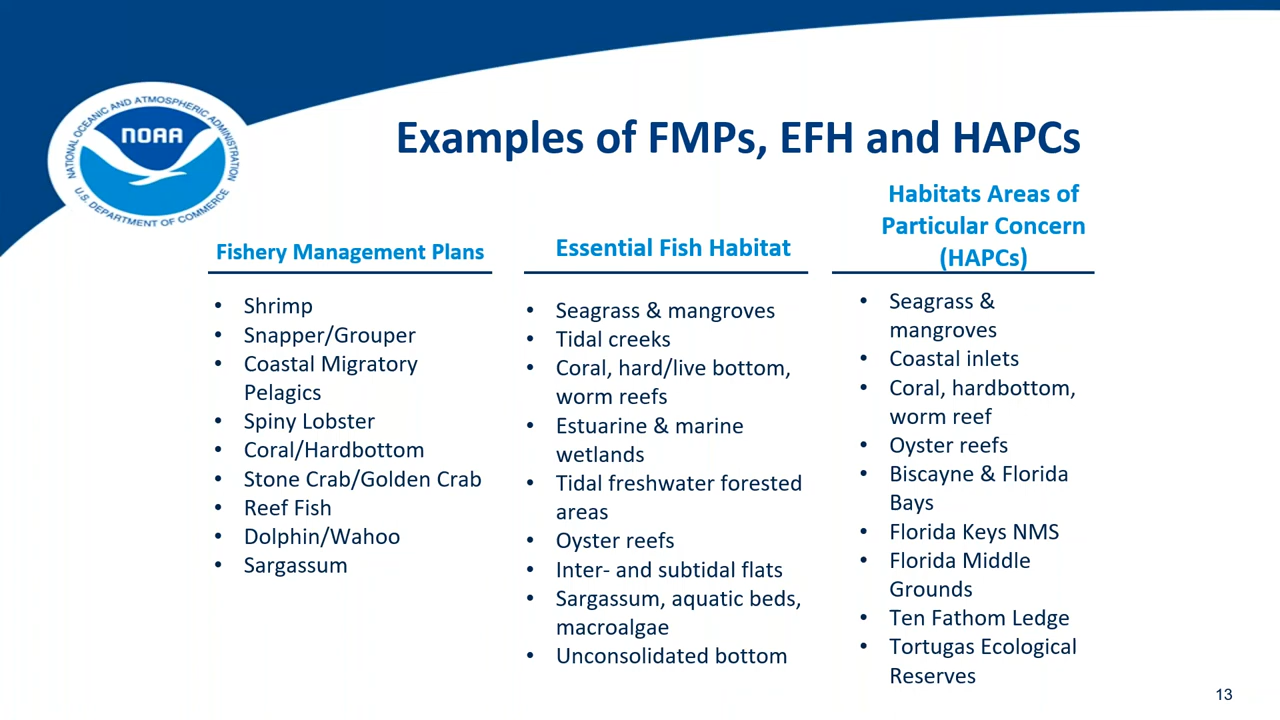 NATIONAL OCEANIC AND ATMOSPHERIC ADMINISTRATION
NOAA
U.S. DEPARTMENT OF COMMERCE
Examples of FMPs, EFH and HAPCs
Fishery Management Plans
• Shrimp
• Snapper/Grouper
• Coastal Migratory
Pelagics
• Spiny Lobster
• Coral/Hardbottom
• Stone Crab/Golden Crab
• Reef Fish
• Dolphin/Wahoo
• Sargassum
Essential Fish Habitat
• Seagrass & mangroves
• Tidal creeks
• Coral, hard/live bottom,
worm reefs
• Estuarine & marine
wetlands
• Tidal freshwater forested
areas
• Oyster reefs
• Inter- and subtidal flats
• Sargassum, aquatic beds,
macroalgae
• Unconsolidated bottom
Habitats Areas of
Particular Concern
(HAPCs)
• Seagrass &
mangroves
• Coastal inlets
• Coral, hardbottom,
worm reef
• Oyster reefs
• Biscayne & Florida
Bays
• Florida Keys NMS
• Florida Middle
Grounds
• Ten Fathom Ledge
• Tortugas Ecological
Reserves
13